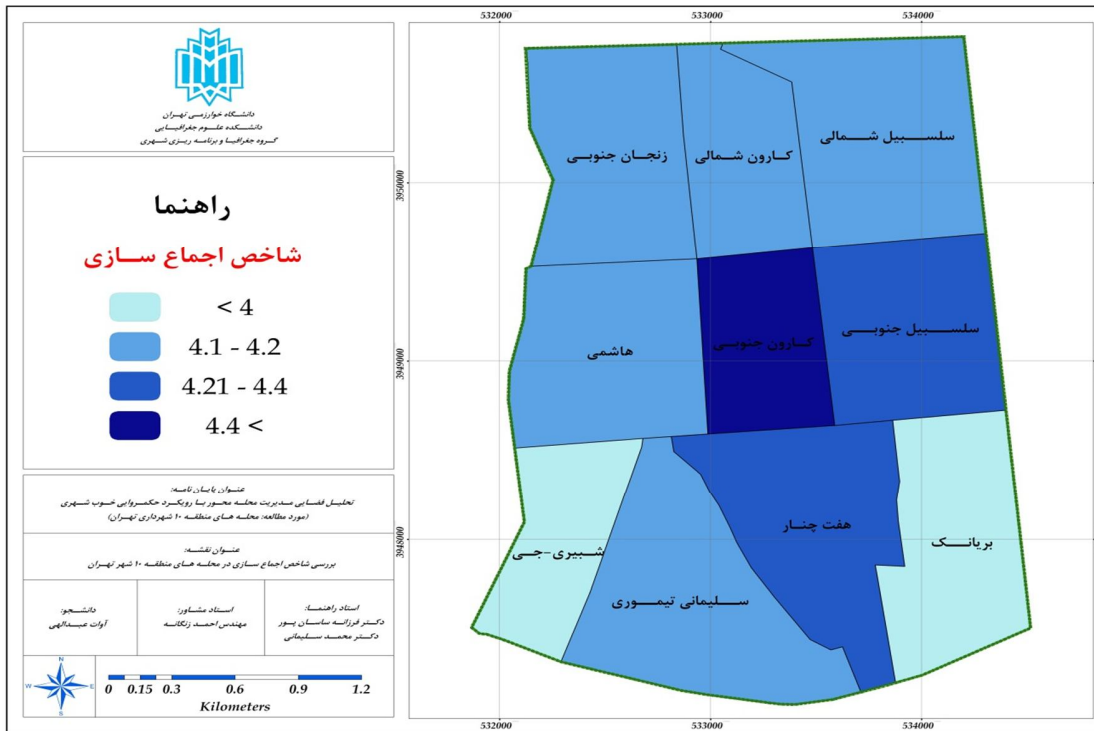 دانشگاه خوارزمی تهران
دانشکده علوم جغرافیایی
گروه جغرافیا و برنامه ریزی شهری
راهنما
شاخص اجماع سازی
< 4
4.1 - 4.2
4.21 - 4.4
4.4 <
عنوان پایان نامه:
تحلیل فضایی مدیریت محله محور با رویکرد حکمروایی خوب شهری
(مورد مطالعه: محله های منطقه ۱۰ شهرداری تهران)
عنوان نقشه:
بررسی شاخص اجماع سازی در محله های منطقه ۱۰ شهر تهران
استاد راهنما:
دکتر فرزانه ساسان پور
دکتر محمد سلیمانی
استاد مشاور:
مهندس احمد زنگانه
دانشجو:
آوات عبدالهی
N
W E
S
0 0.15 0.3 0.6 0.9 1.2
Kilometers
532000 533000 534000
3950000
3949000
3948000
سلسبیل شمالی
کارون شمالی
زنجان جنوبی
سلسبیل جنوبی
کارون جنوبی
هاشمی
بریانک
هفت چنار
شبیری-جی
سلیمانی تیموری
532000 533000 534000